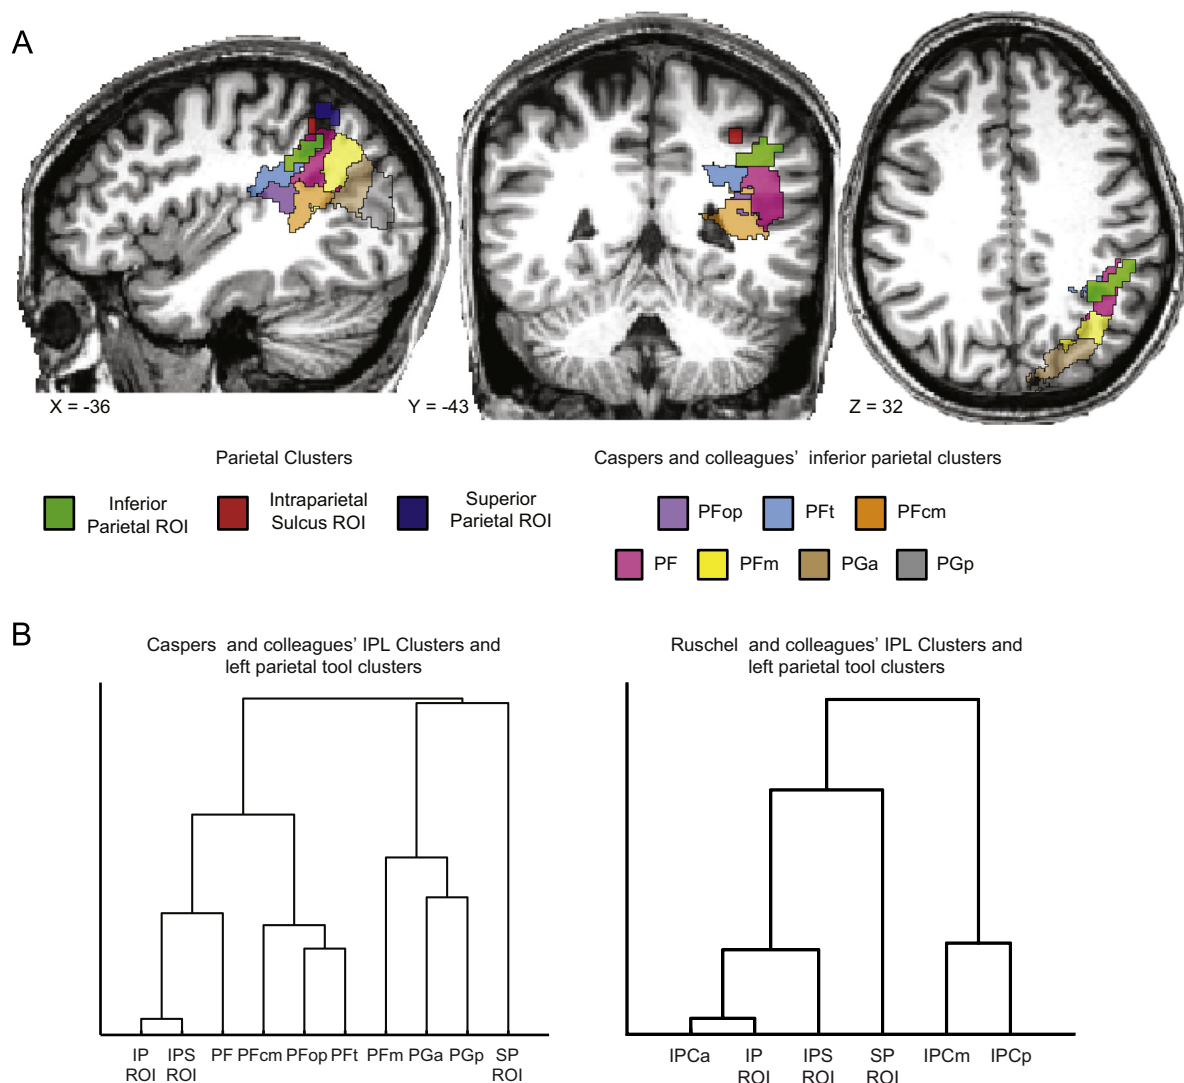 A
X = -36
Y = -43
Z = 32
Parietal Clusters
Caspers and colleagues' inferior parietal clusters
Inferior
Parietal ROI
Intraparietal
Sulcus ROI
Superior
Parietal ROI
PFop
PFt
PFcm
PF
PFm
PGa
PGp
B
Caspers and colleagues' IPL Clusters and
left parietal tool clusters
Ruschel and colleagues' IPL Clusters and
left parietal tool clusters
IP
ROI
IPS
ROI
PF
PFcm
PFop
PFt
PFm
PGa
PGp
SP
ROI
IPCa
IP
ROI
IPS
ROI
SP
ROI
IPCm
IPCp